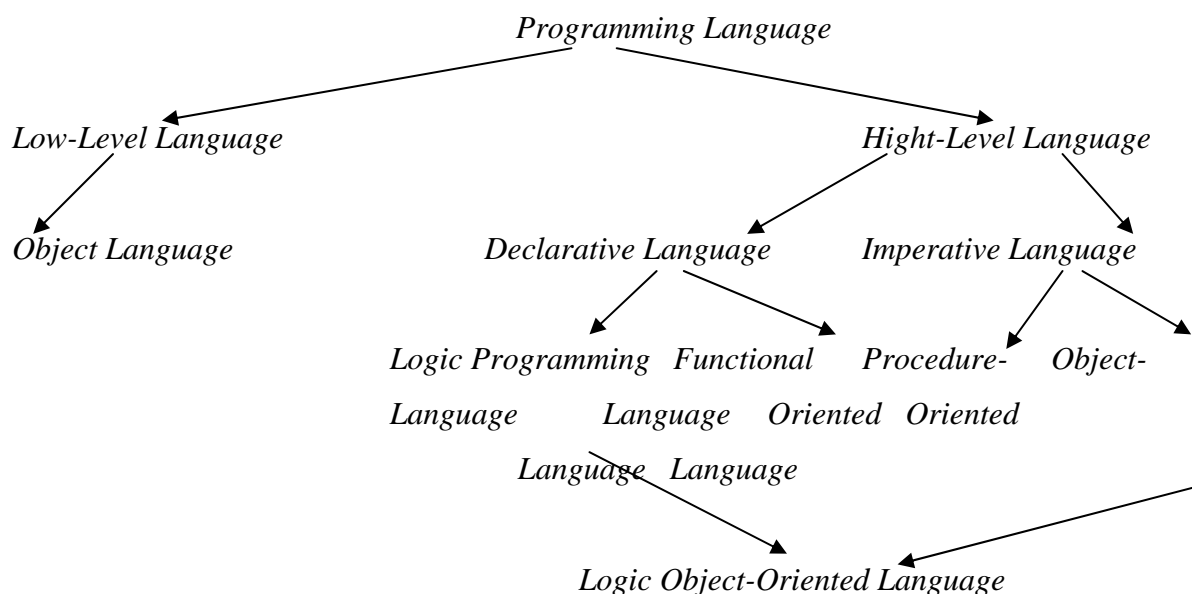 Programming Language
Low-Level Language Hight-Level Language
Object Language Declarative Language Imperative Language
Logic Programming Functional Procedure- Object-
Language Language Oriented Oriented
Language Language
Logic Object-Oriented Language